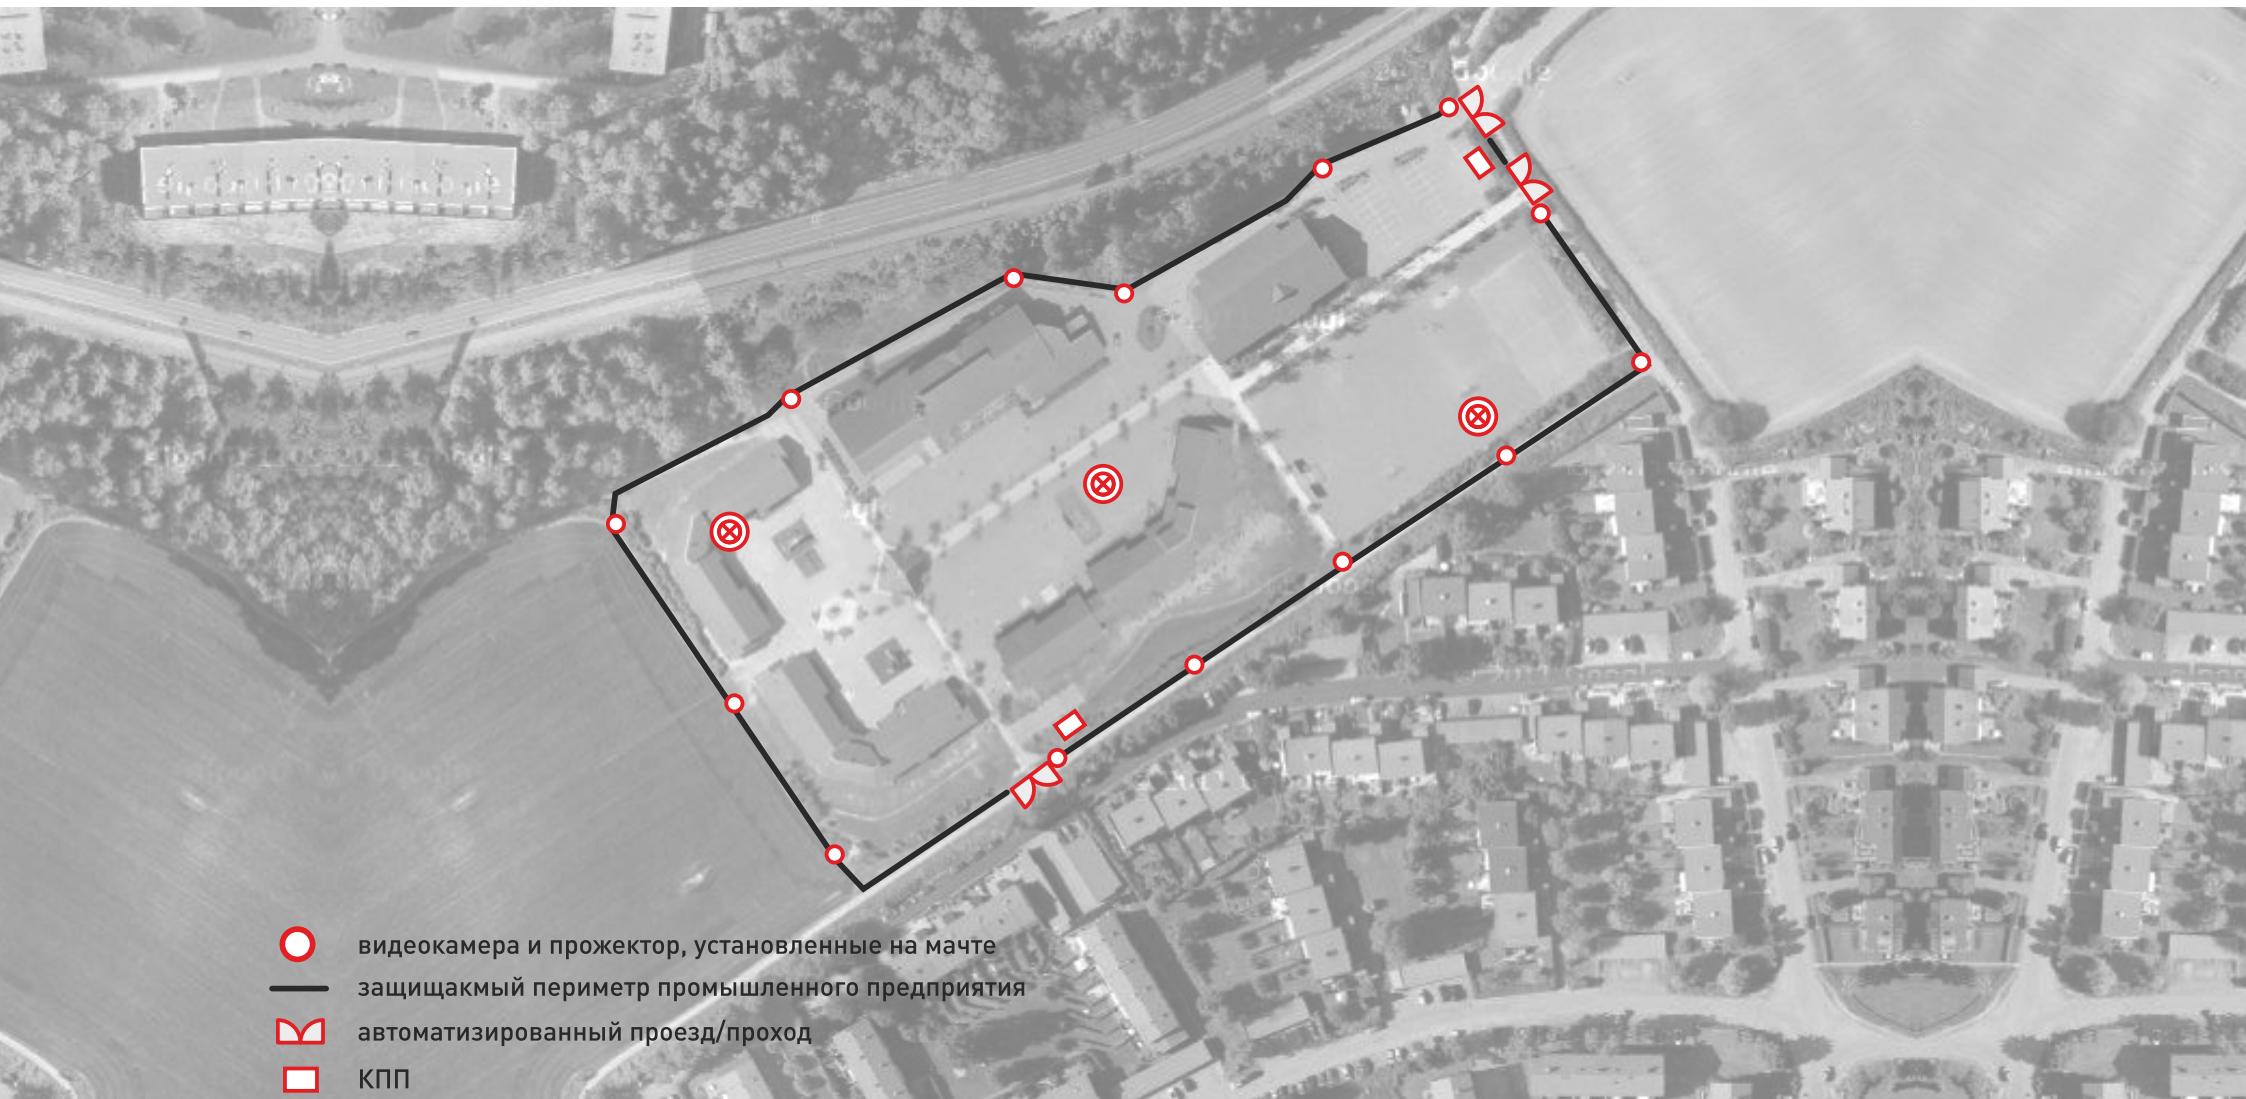 видеокамера и прожектор, установленные на мачте
защищакмый периметр промышленного предприятия
автоматизированный проезд/проход
КПП